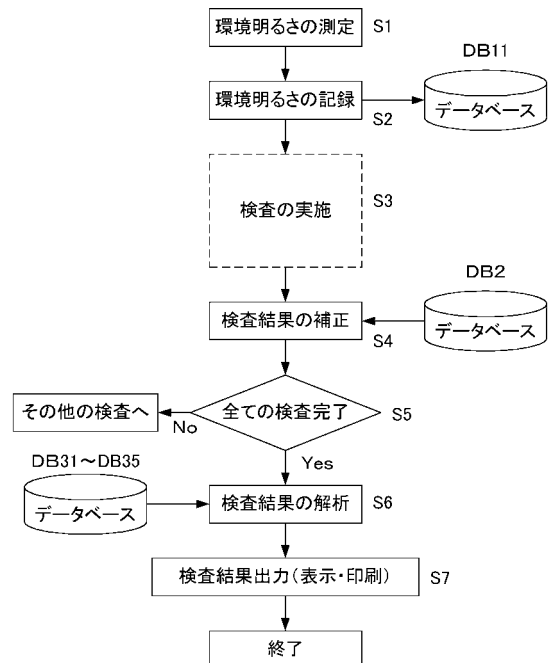 環境明るさの測定
S1
環境明るさの記録
S2
DB11
データベース
検査の実施
S3
検査結果の補正
S4
DB2
データベース
全ての検査完了
S5
No
その他の検査へ
Yes
DB31～DB35
データベース
検査結果の解析
S6
検査結果出力(表示・印刷)
S7
終了